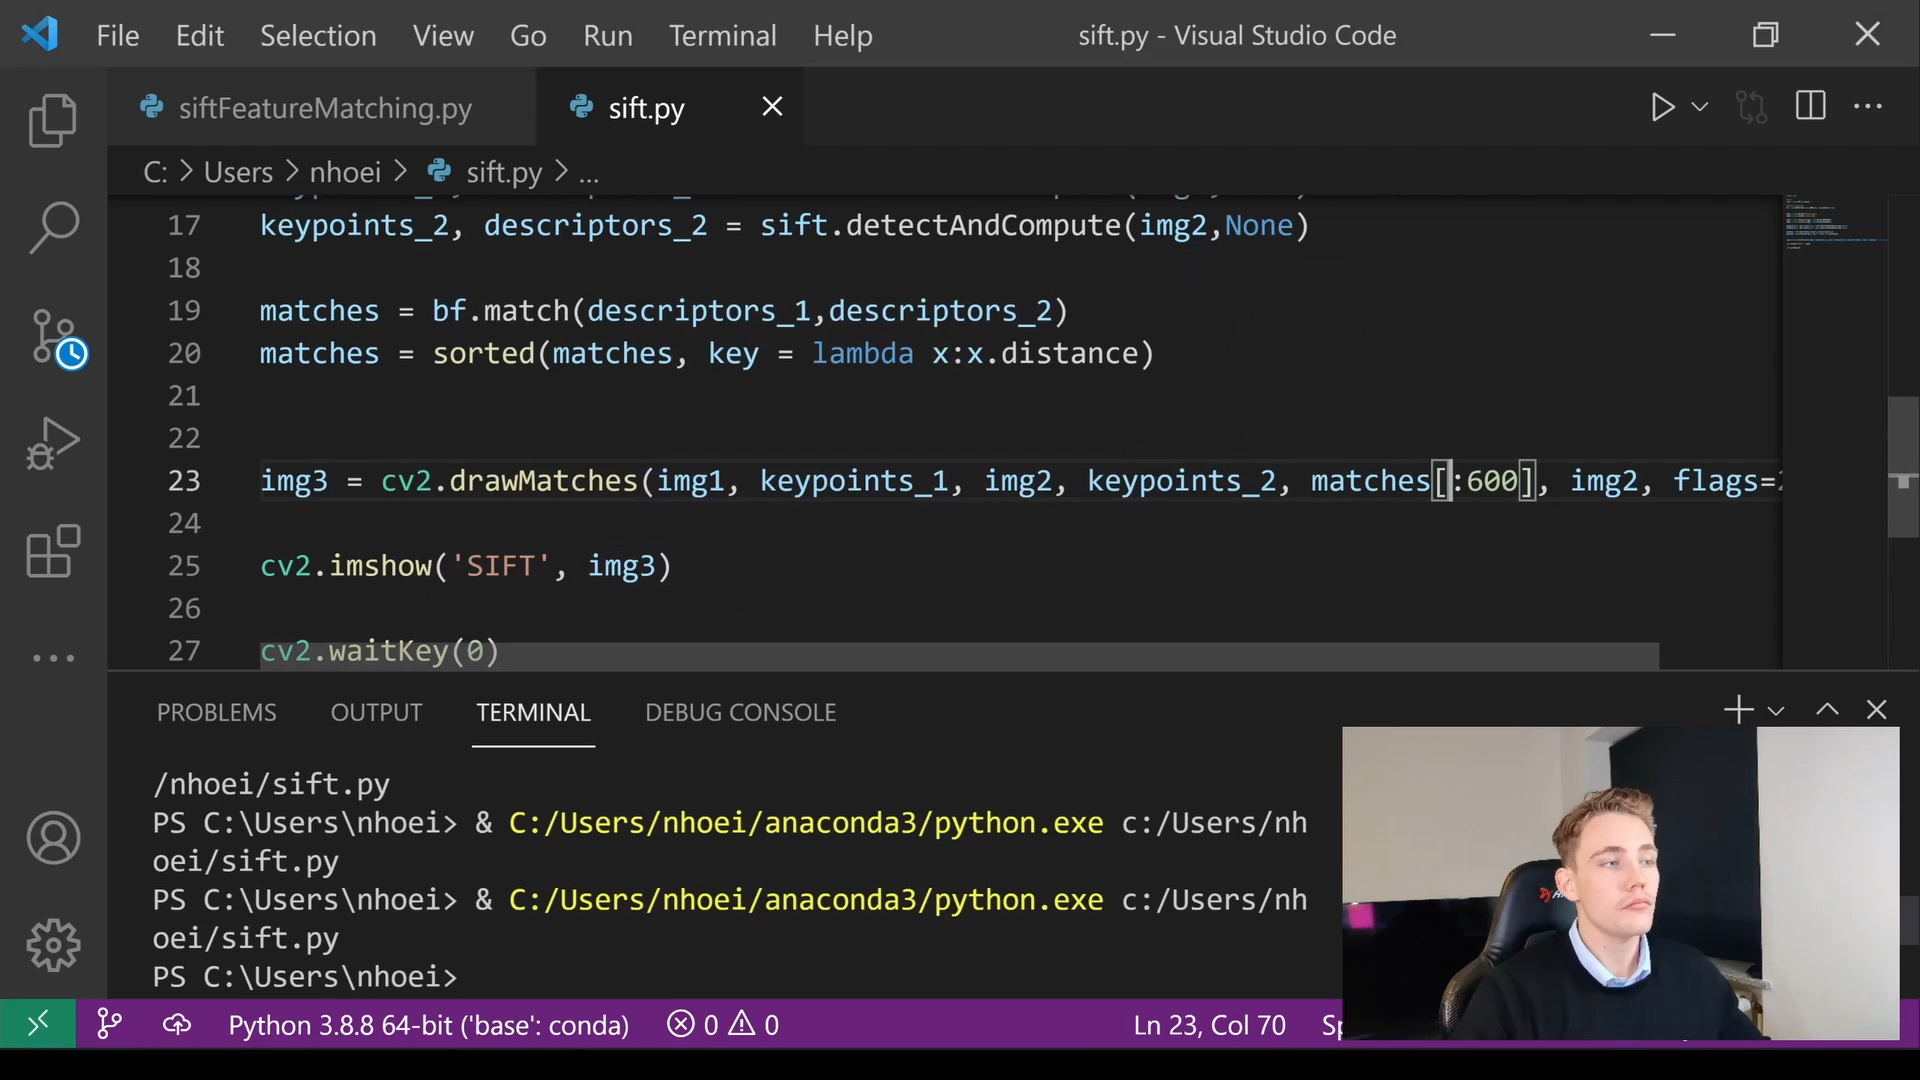 File Edit Selection View Go Run Terminal Help sift.py - Visual Studio Code
siftFeatureMatching.py sift.py
C: > Users > nhoei > sift.py > ...
17 keypoints_2, descriptors_2 = sift.detectAndCompute(img2,None)
18
19 matches = bf.match(descriptors_1,descriptors_2)
20 matches = sorted(matches, key = lambda x:x.distance)
21
22
23 img3 = cv2.drawMatches(img1, keypoints_1, img2, keypoints_2, matches[:600], img2, flags=2
24
25 cv2.imshow('SIFT', img3)
26
27 cv2.waitKey(0)
PROBLEMS OUTPUT TERMINAL DEBUG CONSOLE
/nhoei/sift.py
PS C:\Users\nhoei> & C:/Users/nhoei/anaconda3/python.exe c:/Users/nh
oei/sift.py
PS C:\Users\nhoei> & C:/Users/nhoei/anaconda3/python.exe c:/Users/nh
oei/sift.py
PS C:\Users\nhoei>
Python 3.8.8 64-bit ('base': conda) 0 0 Ln 23, Col 70